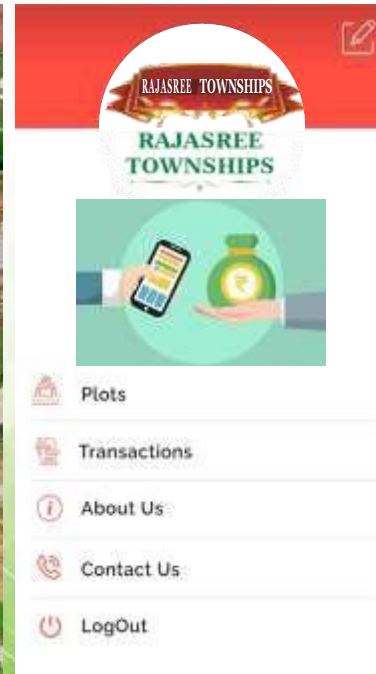 RAJASREE TOWNSHIPS
RAJASREE
TOWNSHIPS
₹
Plots
Transactions
About Us
Contact Us
LogOut